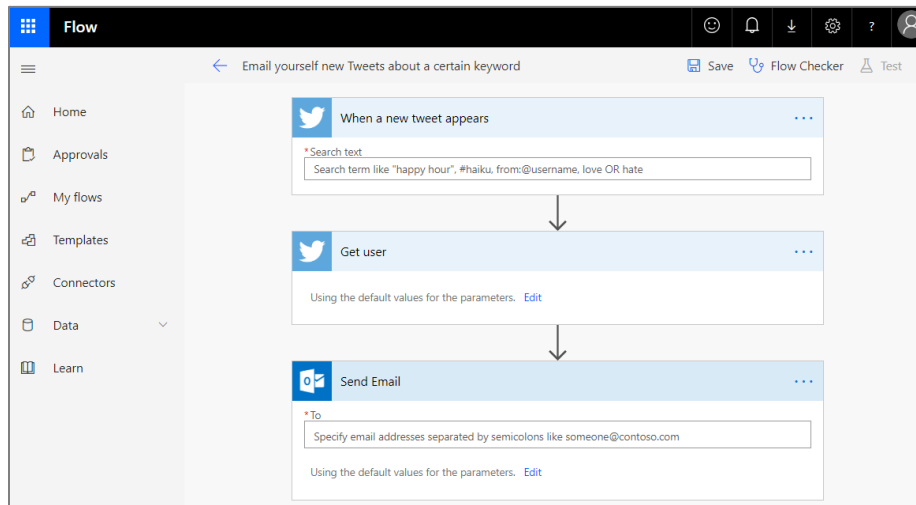 Flow
?
Email yourself new Tweets about a certain keyword
Save
Flow Checker
Test
Home
Approvals
My flows
Templates
Connectors
Data
Learn
When a new tweet appears
*Search text
Search term like "happy hour", #haiku, from:@username, love OR hate
Get user
Using the default values for the parameters. Edit
Send Email
*To
Specify email addresses separated by semicolons like someone@contoso.com
Using the default values for the parameters. Edit